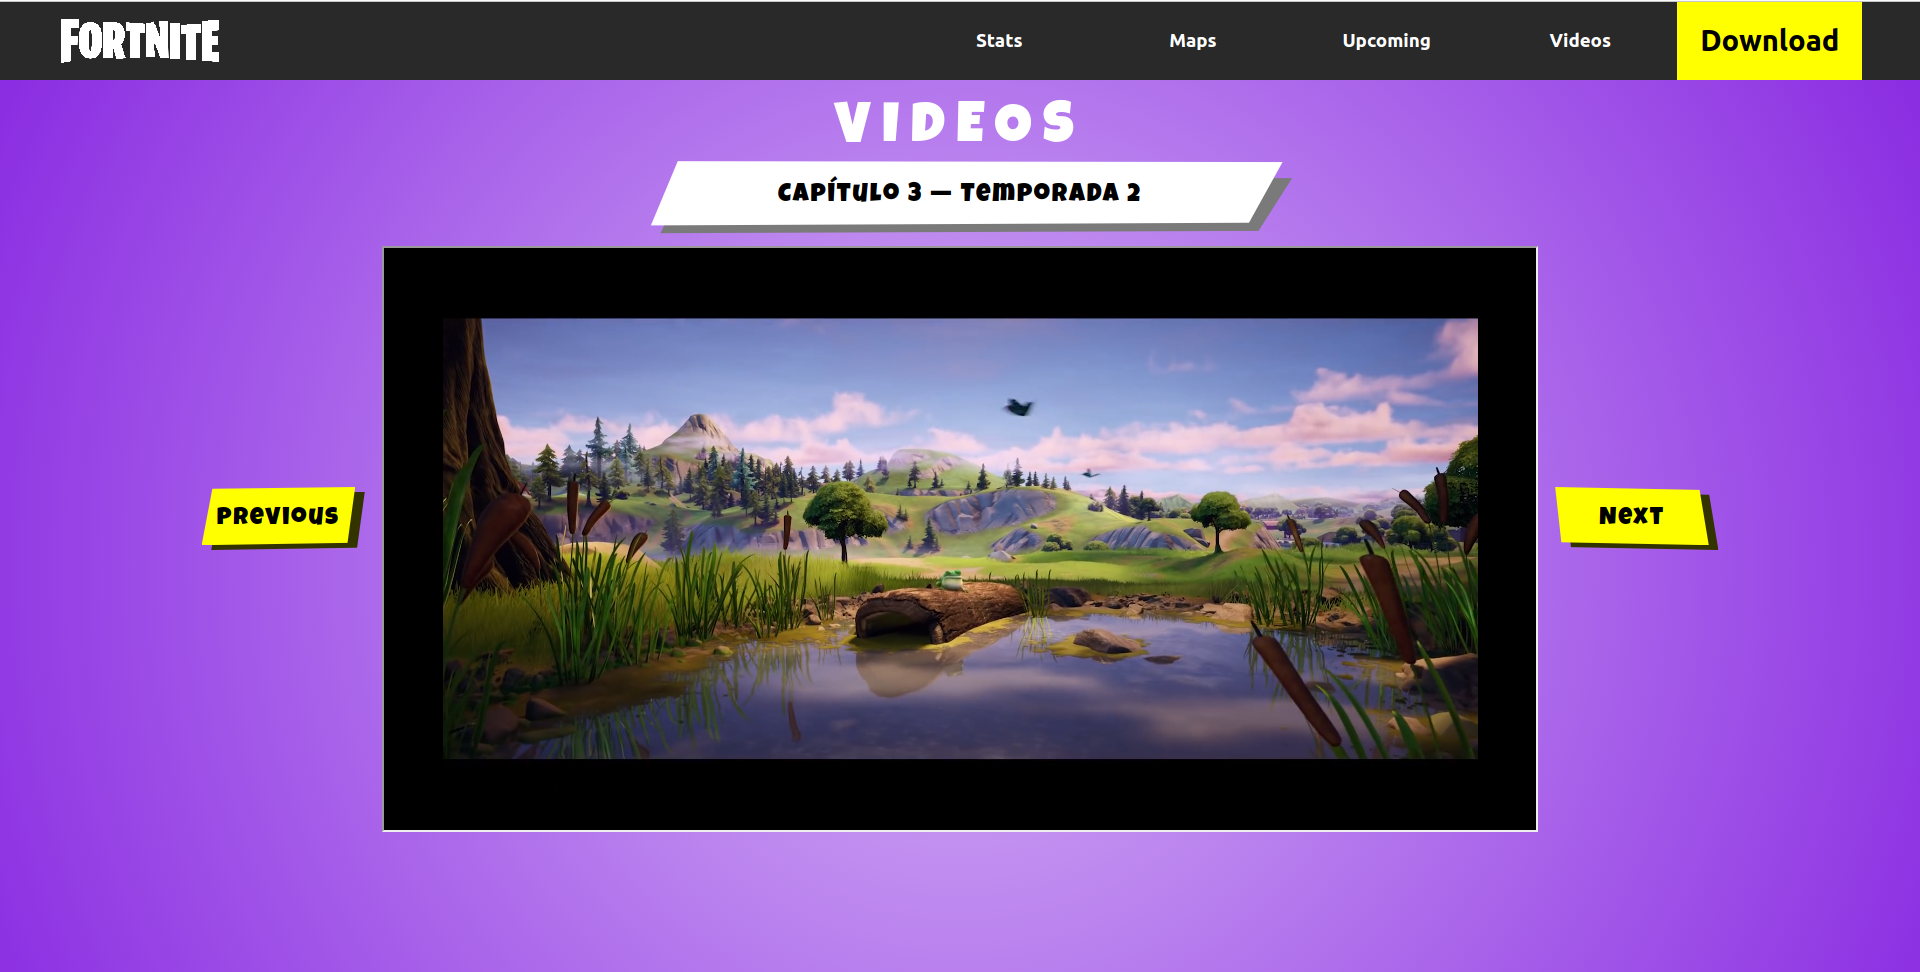 FORTNITE Stats Maps Upcoming Videos Download
VIDEOS
CAPÍTULO 3 — TEMPORADA 2
PREVIOUS
NEXT